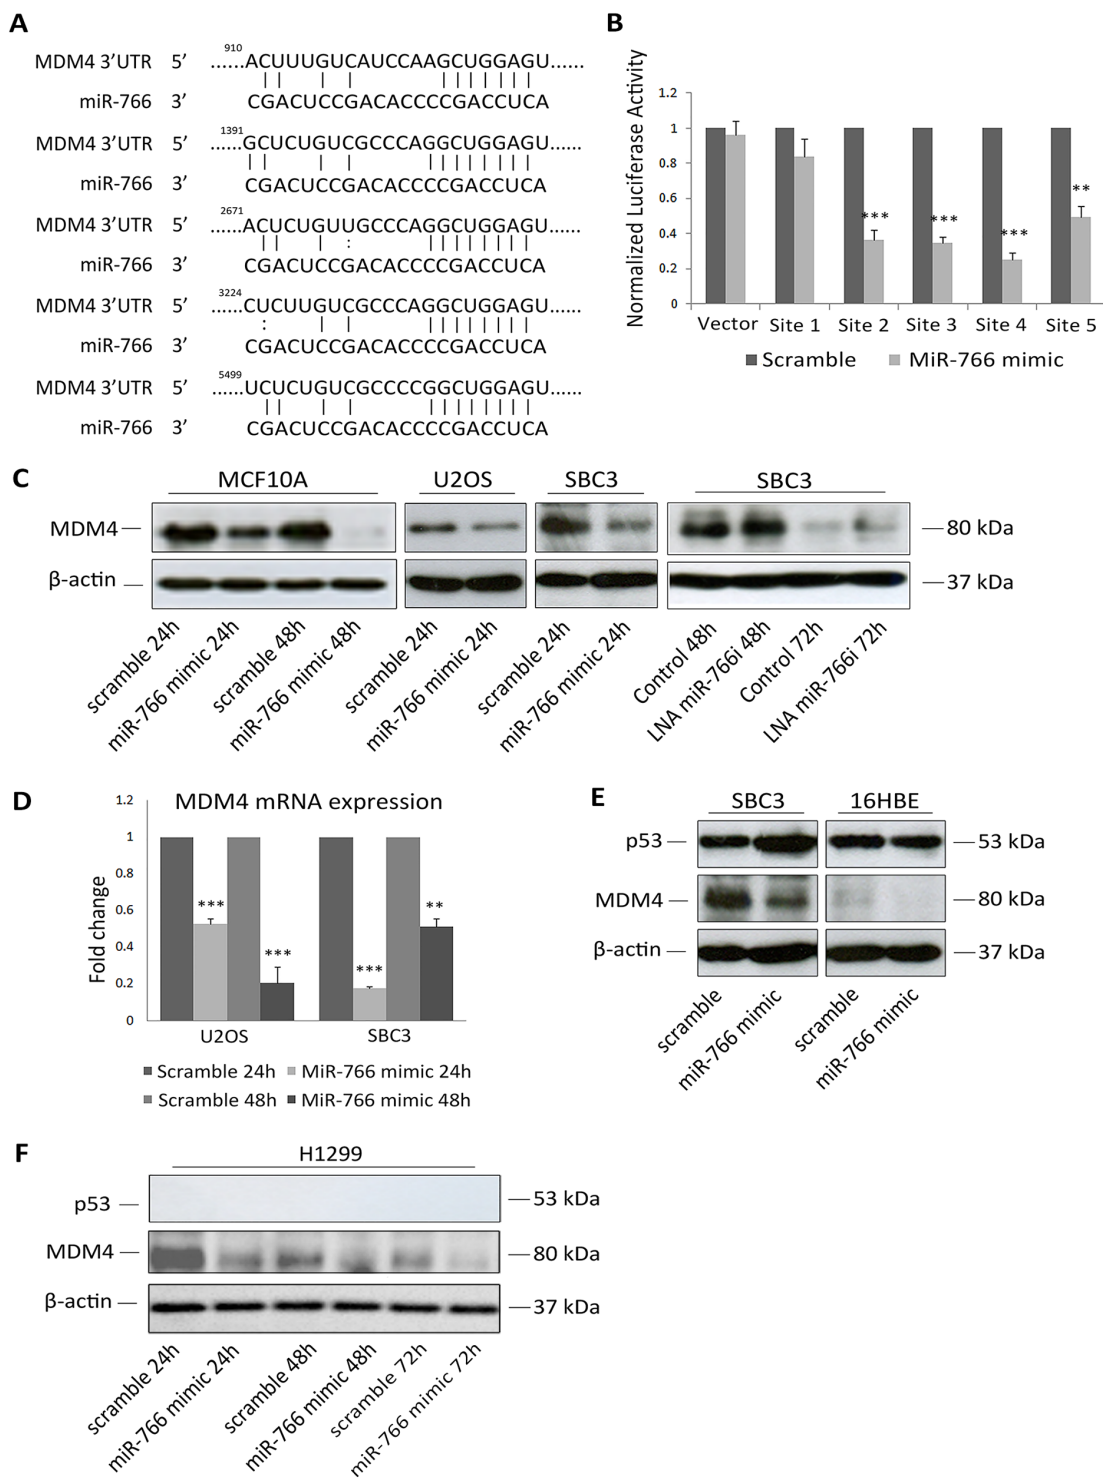 A
910
MDM4 3’UTR 5’ ......ACUUUGUCAUCCAAGCUGGAGU......
miR-766 3’ CGACUCCGACACCCCGACCUCA
1391
MDM4 3’UTR 5’ ......GCUCUGUCGCCCAGGCUGGAGU......
miR-766 3’ CGACUCCGACACCCCGACCUCA
2671
MDM4 3’UTR 5’ ......ACUCUGUUGCCCAGGCUGGAGU......
:
miR-766 3’ CGACUCCGACACCCCGACCUCA
3224
MDM4 3’UTR 5’ ......CUCUUGUCGCCCAGGCUGGAGU......
:
miR-766 3’ CGACUCCGACACCCCGACCUCA
5499
MDM4 3’UTR 5’ ......UCUCUGUCGCCCCGGCUGGAGU......
miR-766 3’ CGACUCCGACACCCCGACCUCA
B
Normalized Luciferase Activity
1.2
1
0.8
0.6
0.4
0.2
0
*** *** *** **
Vector Site 1 Site 2 Site 3 Site 4 Site 5
Scramble MiR-766 mimic
C
MCF10A U2OS SBC3 SBC3
MDM4 80 kDa
β-actin 37 kDa
scramble 24h
miR-766 mimic 24h
scramble 48h
miR-766 mimic 48h
scramble 24h
miR-766 mimic 24h
scramble 24h
miR-766 mimic 24h
Control 48h
LNA miR-766i 48h
Control 72h
LNA miR-766i 72h
D
MDM4 mRNA expression
Fold change
1.2
1
0.8
0.6
0.4
0.2
0
*** *** *** **
U2OS SBC3
Scramble 24h MiR-766 mimic 24h
Scramble 48h MiR-766 mimic 48h
E
SBC3 16HBE
p53 53 kDa
MDM4 80 kDa
β-actin 37 kDa
scramble
miR-766 mimic
scramble
miR-766 mimic
F
H1299
p53 53 kDa
MDM4 80 kDa
β-actin 37 kDa
scramble 24h
miR-766 mimic 24h
scramble 48h
miR-766 mimic 48h
scramble 72h
miR-766 mimic 72h